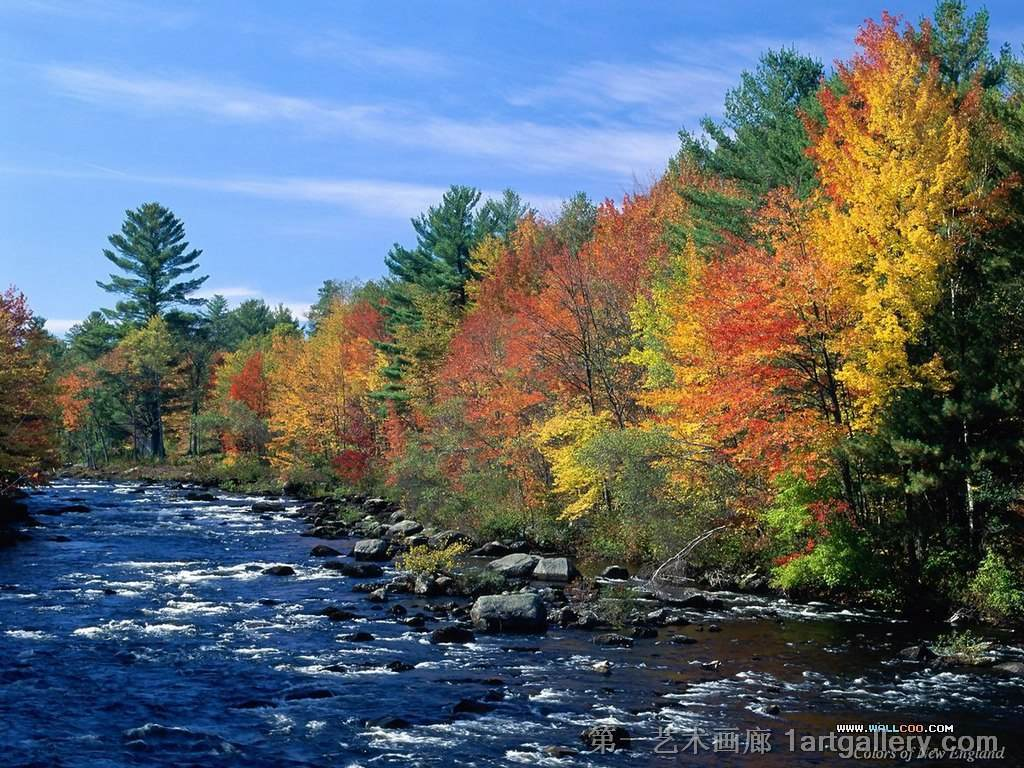 www.wallcoo.com
第一艺术画廊 1artgallery.com
Colors of New England